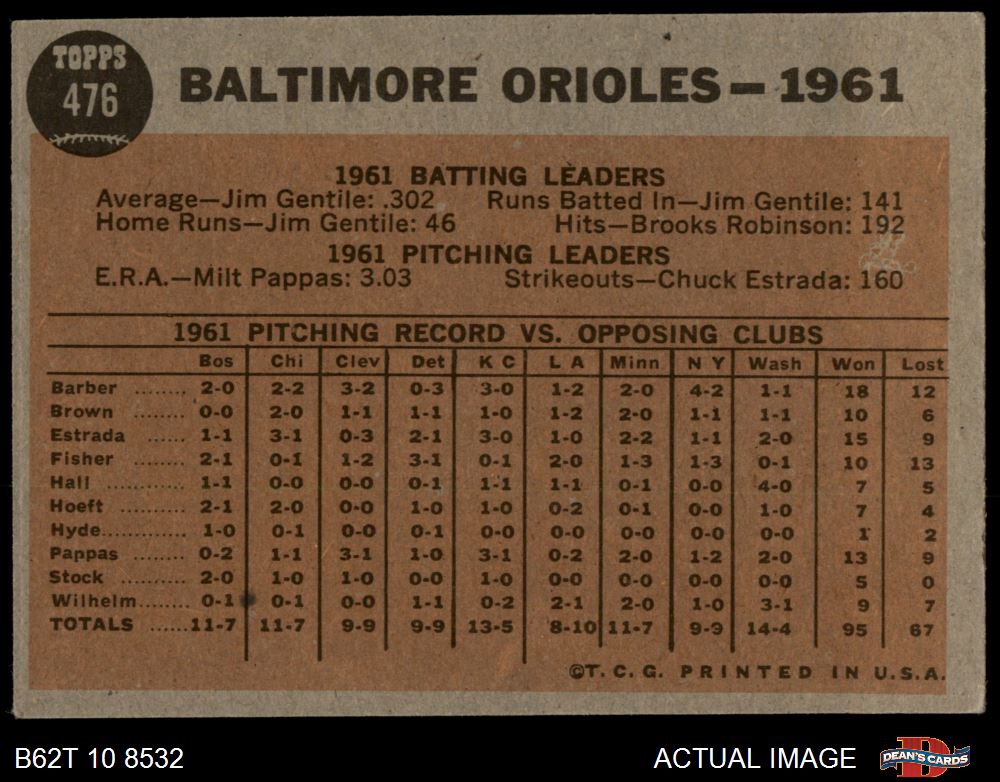 TOPPS
476
BALTIMORE ORIOLES — 1961
1961 BATTING LEADERS
Average—Jim Gentile: .302 Runs Batted In—Jim Gentile: 141
Home Runs—Jim Gentile: 46 Hits—Brooks Robinson: 192
1961 PITCHING LEADERS
E.R.A.—Milt Pappas: 3.03 Strikeouts—Chuck Estrada: 160
1961 PITCHING RECORD VS. OPPOSING CLUBS
Bos Chi Clev Det K C L A Minn N Y Wash Won Lost
Barber ........ 2-0 2-2 3-2 0-3 3-0 1-2 2-0 4-2 1-1 18 12
Brown ........ 0-0 2-0 1-1 1-1 1-0 1-2 2-0 1-1 1-1 10 6
Estrada ...... 1-1 3-1 0-3 2-1 3-0 1-0 2-2 1-1 2-0 15 9
Fisher ........ 2-1 0-1 1-2 3-1 0-1 2-0 1-3 1-3 0-1 10 13
Hall ............ 1-1 0-0 0-0 0-1 1-1 1-1 0-1 0-0 4-0 7 5
Hoeft .......... 2-1 2-0 0-0 1-0 1-0 0-2 0-1 0-0 1-0 7 4
Hyde............. 1-0 0-1 0-0 0-1 0-0 0-0 0-0 0-0 0-0 1 2
Pappas ........ 0-2 1-1 3-1 1-0 3-1 0-2 2-0 1-2 2-0 13 9
Stock .......... 2-0 1-0 1-0 0-0 1-0 0-0 0-0 0-0 0-0 5 0
Wilhelm........ 0-1 0-1 0-0 1-1 0-2 2-1 2-0 1-0 3-1 9 7
TOTALS ......11-7 11-7 9-9 9-9 13-5 8-10 11-7 9-9 14-4 95 67
©T. C. G. PRINTED IN U.S.A.
B62T 10 8532 ACTUAL IMAGE DEAN'S CARDS